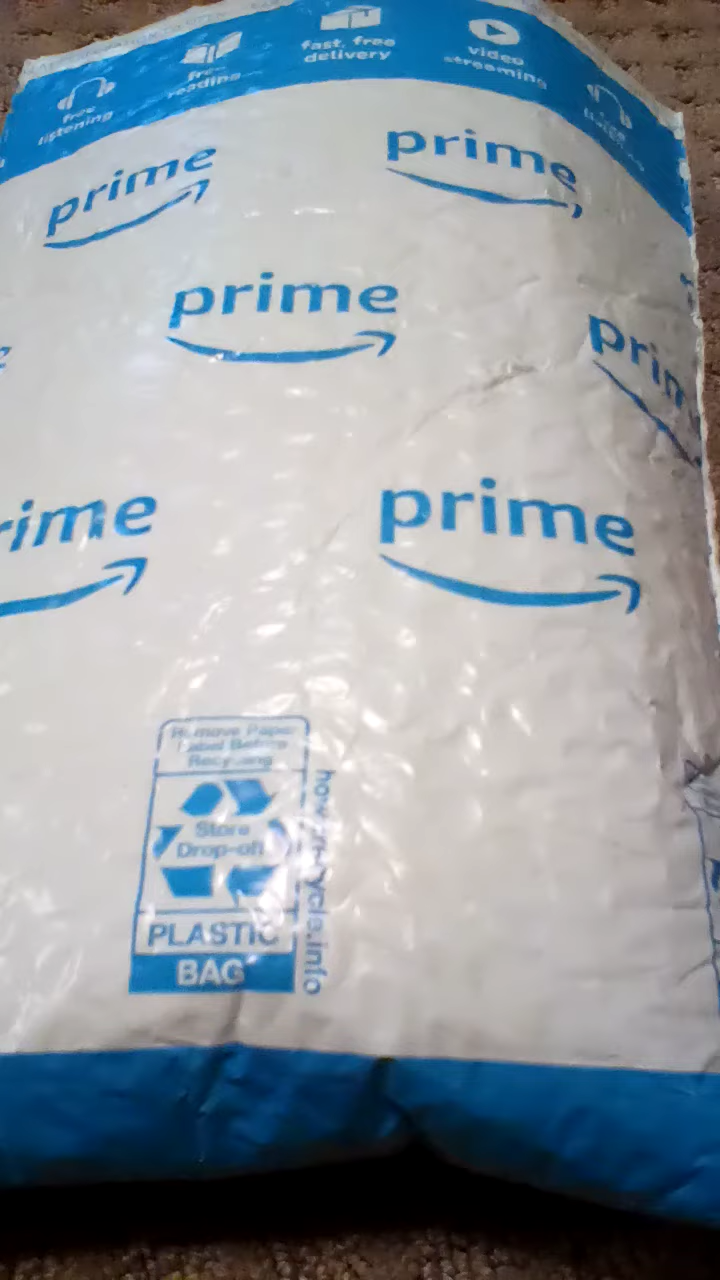 free listening
free reading
fast, free
delivery
video
streaming
prime
prime
prime
prime
prime
Remove Paper
Label Before
Recycling
Store
Drop-off
PLASTIC
BAG
how2recycle.info